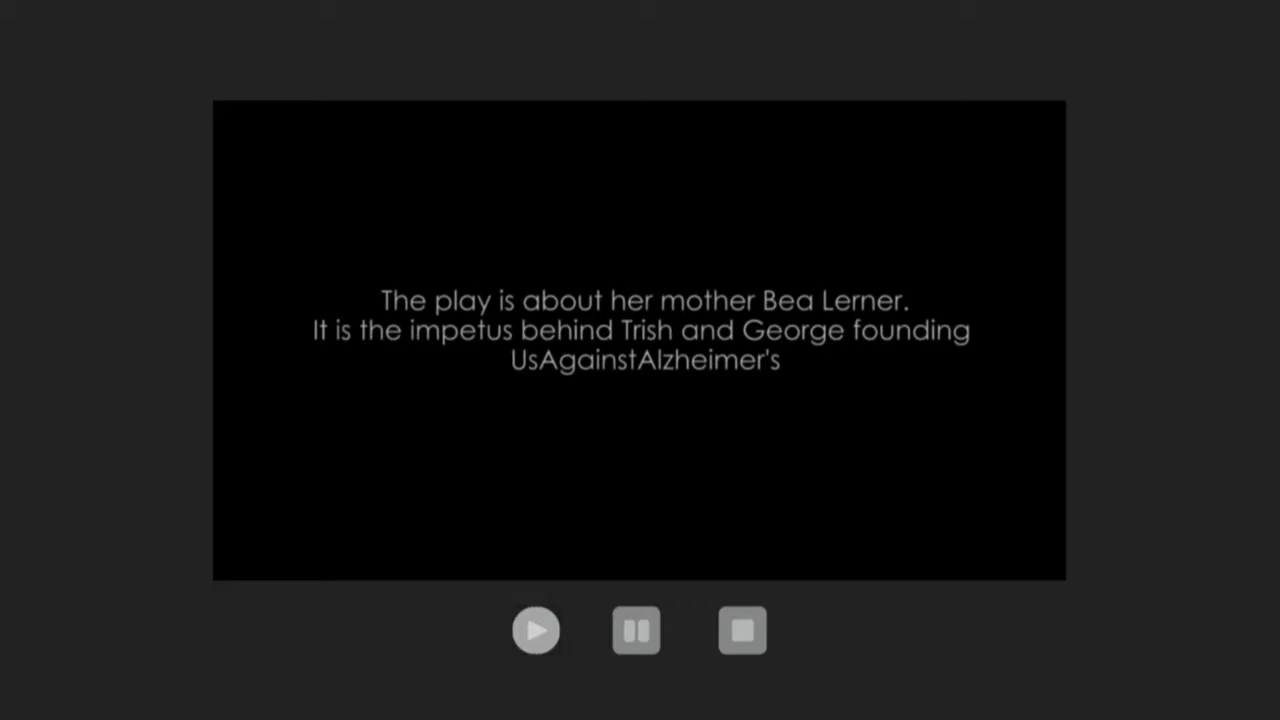 The play is about her mother Bea Lerner.
It is the impetus behind Trish and George founding
UsAgainstAlzheimer's